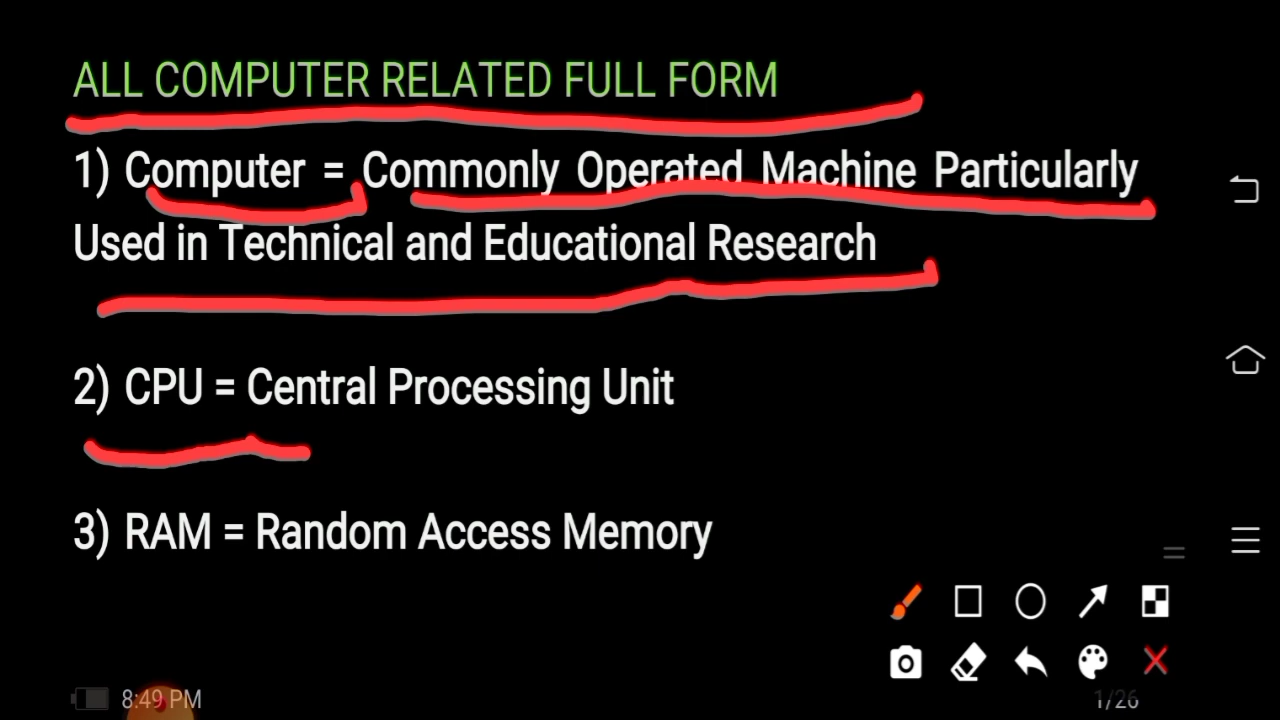 ALL COMPUTER RELATED FULL FORM
1) Computer = Commonly Operated Machine Particularly
Used in Technical and Educational Research
2) CPU = Central Processing Unit
3) RAM = Random Access Memory
8:49 PM
1/26